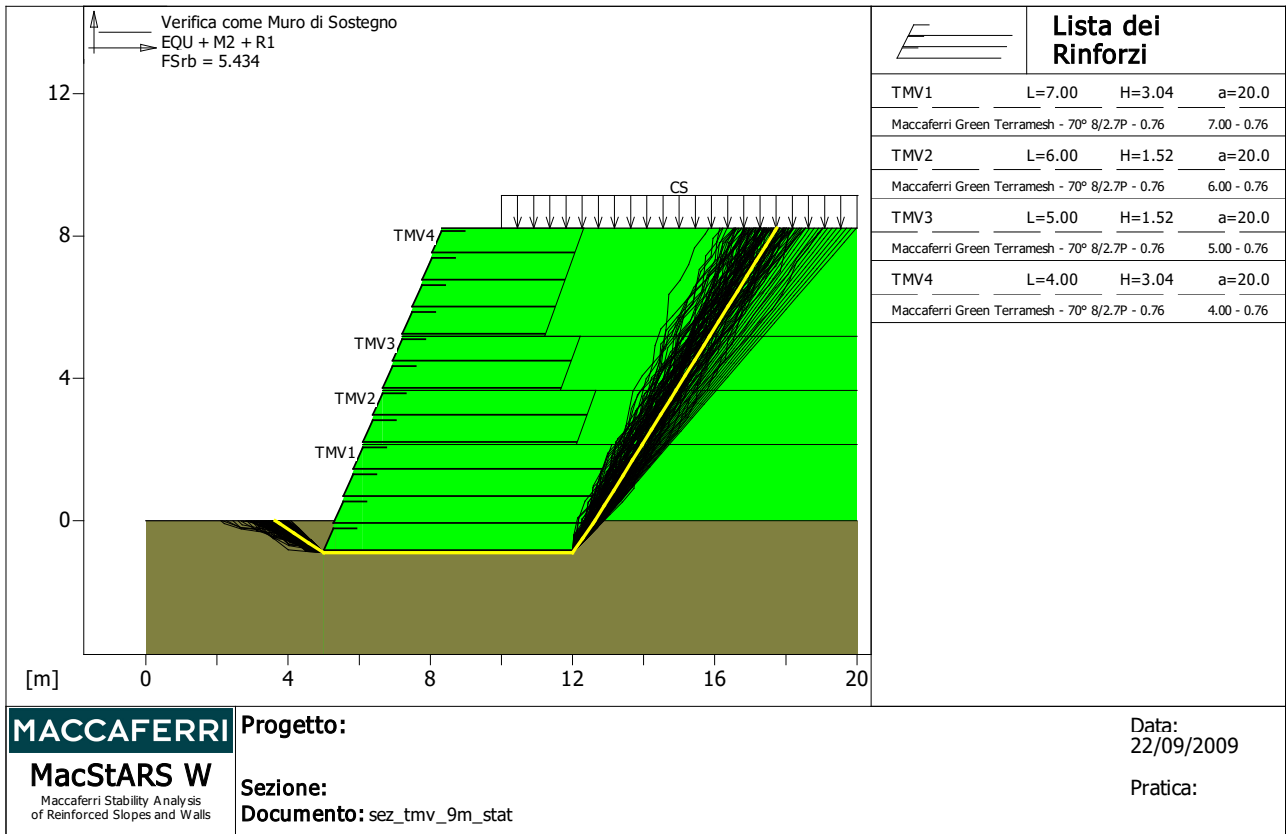 Verifica come Muro di Sostegno
EQU + M2 + R1
FSrb = 5.434
Lista dei
Rinforzi
TMV1 L=7.00 H=3.04 a=20.0
Maccaferri Green Terramesh - 70° 8/2.7P - 0.76 7.00 - 0.76
TMV2 L=6.00 H=1.52 a=20.0
Maccaferri Green Terramesh - 70° 8/2.7P - 0.76 6.00 - 0.76
TMV3 L=5.00 H=1.52 a=20.0
Maccaferri Green Terramesh - 70° 8/2.7P - 0.76 5.00 - 0.76
TMV4 L=4.00 H=3.04 a=20.0
Maccaferri Green Terramesh - 70° 8/2.7P - 0.76 4.00 - 0.76
12
8
4
0
CS
TMV4
TMV3
TMV2
TMV1
[m] 0 4 8 12 16 20
MACCAFERRI
MacStARS W
Maccaferri Stability Analysis
of Reinforced Slopes and Walls
Progetto:
Sezione:
Documento: sez_tmv_9m_stat
Data:
22/09/2009
Pratica: